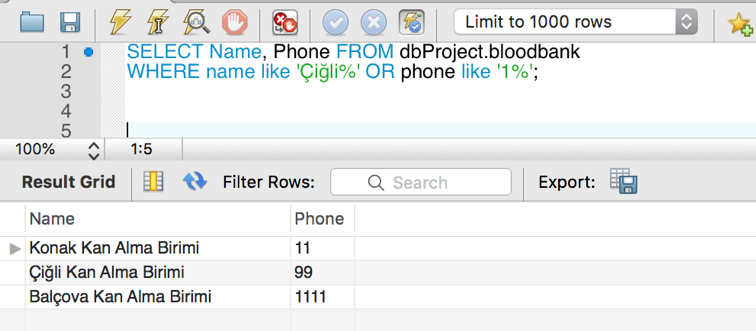 Limit to 1000 rows
1 SELECT Name, Phone FROM dbProject.bloodbank
2 WHERE name like 'Çiğli%' OR phone like '1%';
3
4
5
100% 1:5
Result Grid Filter Rows: Search Export:
Name Phone
Konak Kan Alma Birimi 11
Çiğli Kan Alma Birimi 99
Balçova Kan Alma Birimi 1111